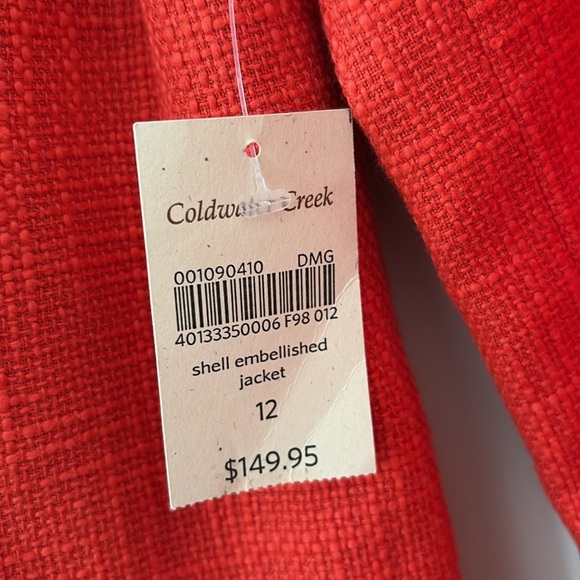 Coldwater Creek
001090410 DMG
40133350006 F98 012
shell embellished
jacket
12
$149.95